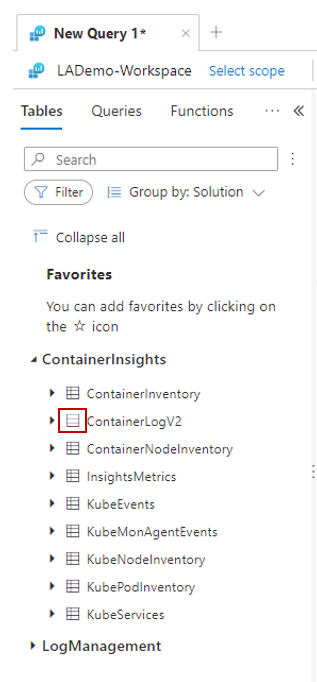 New Query 1*
LADemo-Workspace Select scope
Tables Queries Functions
Search
Filter Group by: Solution
Collapse all
Favorites
You can add favorites by clicking on
the ☆ icon
ContainerInsights
ContainerInventory
ContainerLogV2
ContainerNodeInventory
InsightsMetrics
KubeEvents
KubeMonAgentEvents
KubeNodeInventory
KubePodInventory
KubeServices
LogManagement